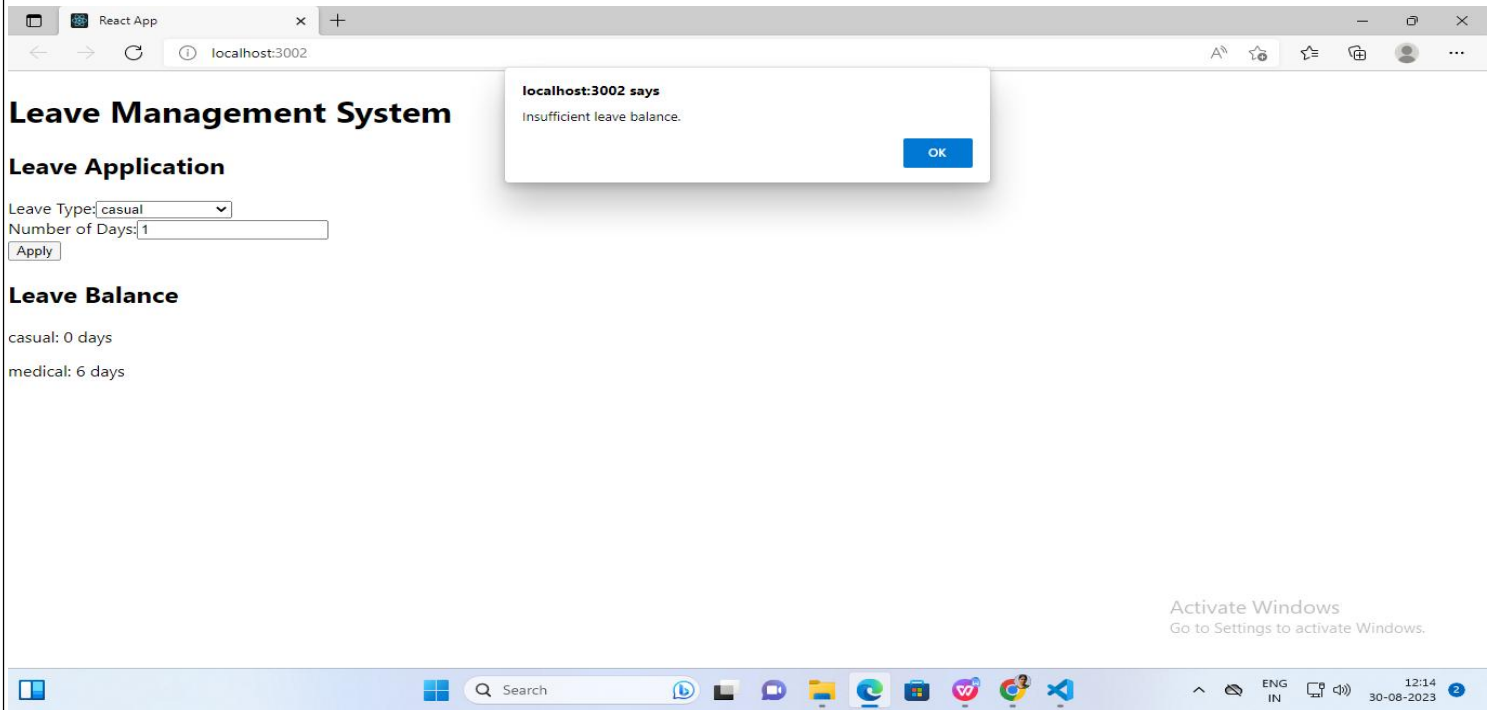 React App
localhost:3002
localhost:3002 says
Insufficient leave balance.
OK
Leave Management System
Leave Application
Leave Type:casual
Number of Days:1
Apply
Leave Balance
casual: 0 days
medical: 6 days
Activate Windows
Go to Settings to activate Windows.
Search
ENG
IN
12:14
30-08-2023
2